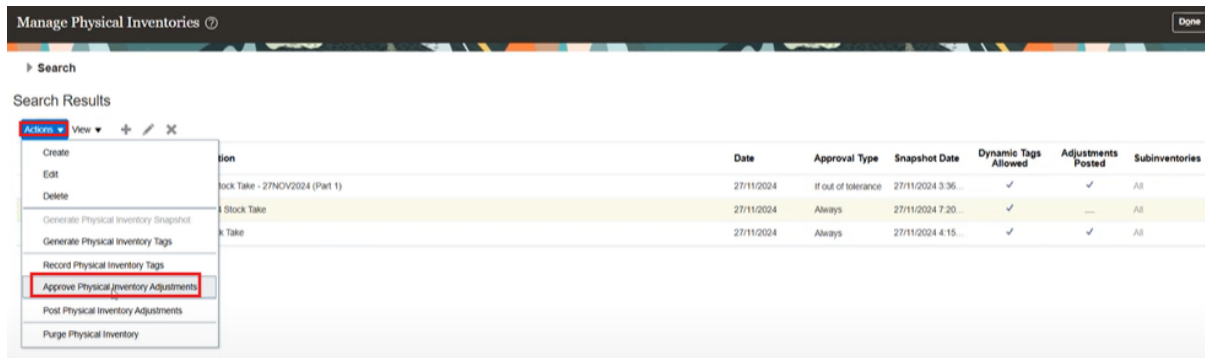 Manage Physical Inventories
Done
Search
Search Results
Actions View
Create
Edit
Delete
Generate Physical Inventory Snapshot
Generate Physical Inventory Tags
Record Physical Inventory Tags
Approve Physical Inventory Adjustments
Post Physical Inventory Adjustments
Purge Physical Inventory
tion Date Approval Type Snapshot Date Dynamic Tags Allowed Adjustments Posted Subinventories
tock Take - 27NOV2024 (Part 1) 27/11/2024 If out of tolerance 27/11/2024 3:36... All
Stock Take 27/11/2024 Always 27/11/2024 7:20... All
k Take 27/11/2024 Always 27/11/2024 4:15... All